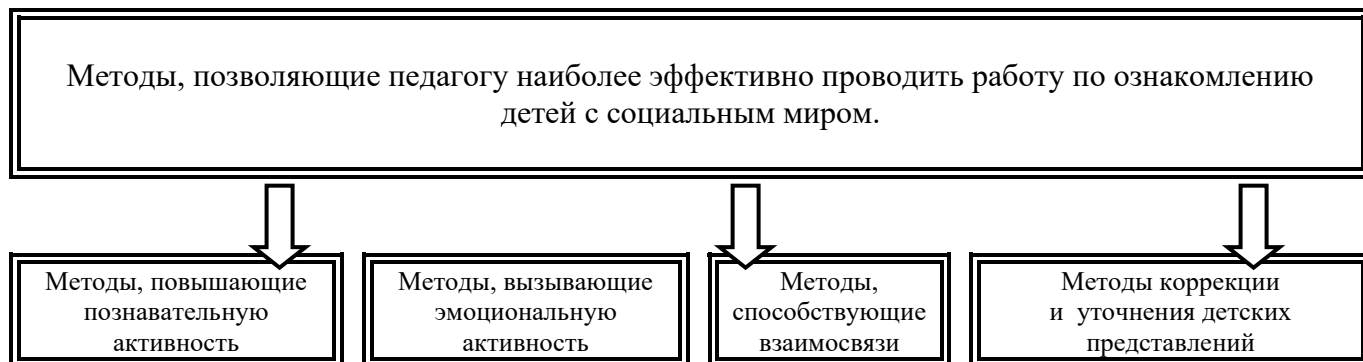 Методы, позволяющие педагогу наиболее эффективно проводить работу по ознакомлению
детей с социальным миром.
Методы, повышающие
познавательную
активность
Методы, вызывающие
эмоциональную
активность
Методы,
способствующие
взаимосвязи
Методы коррекции
и уточнения детских
представлений